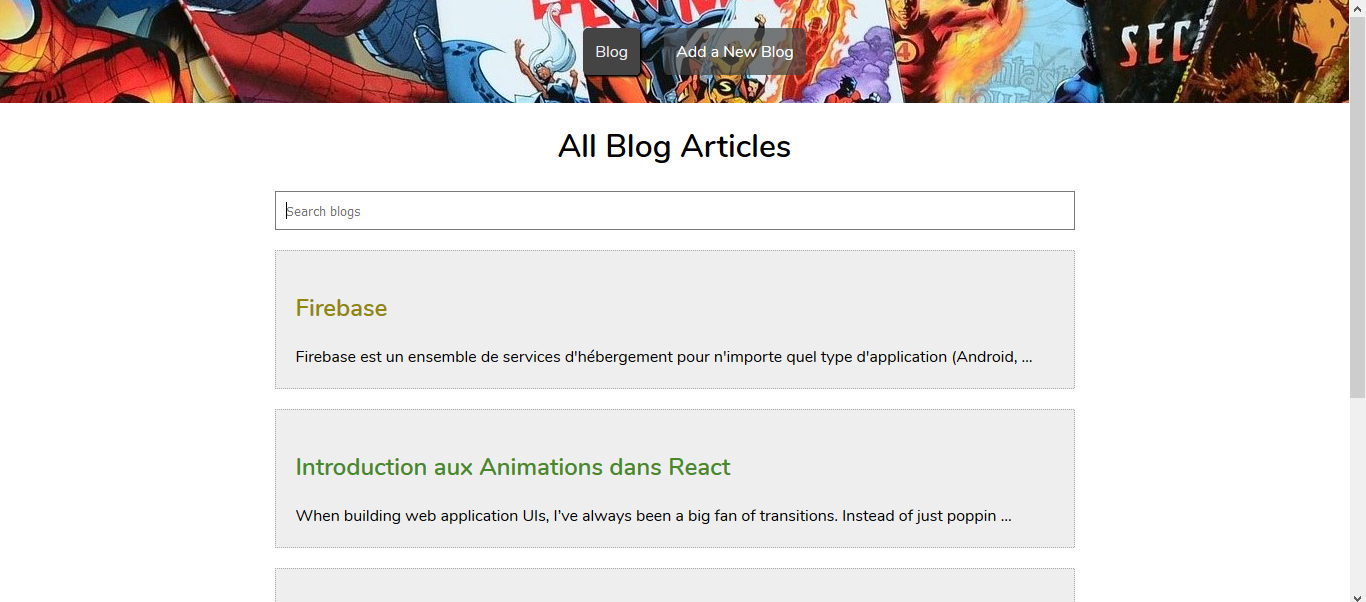 SEC
Blog
Add a New Blog
4
S
All Blog Articles
Search blogs
Firebase
Firebase est un ensemble de services d'hébergement pour n'importe quel type d'application (Android, ...
Introduction aux Animations dans React
When building web application UIs, I’ve always been a big fan of transitions. Instead of just poppin ...